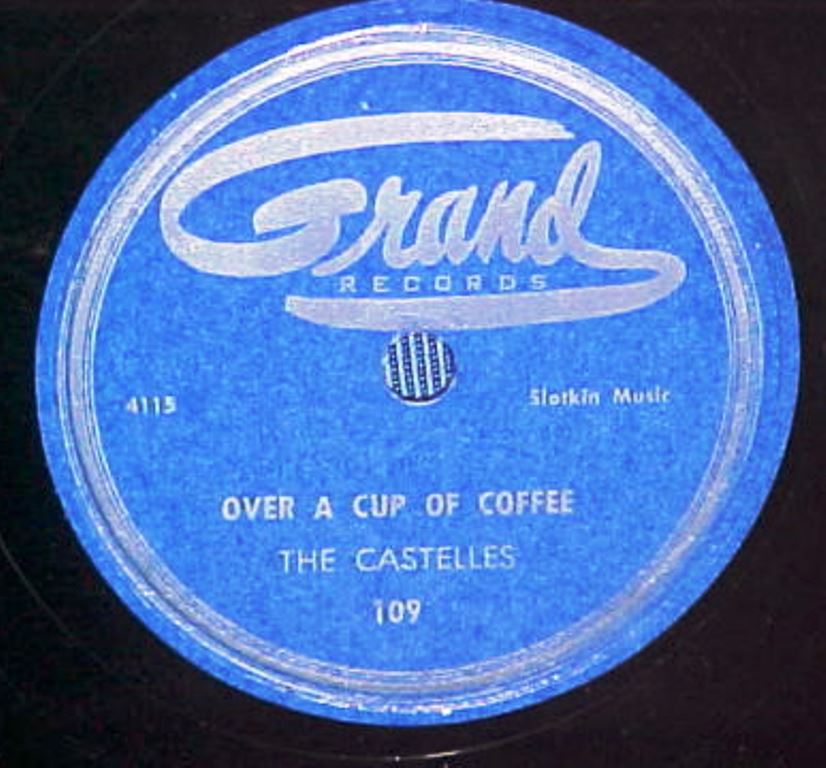 Grand
RECORDS
4115
Slotkin Music
OVER A CUP OF COFFEE
THE CASTELLES
109